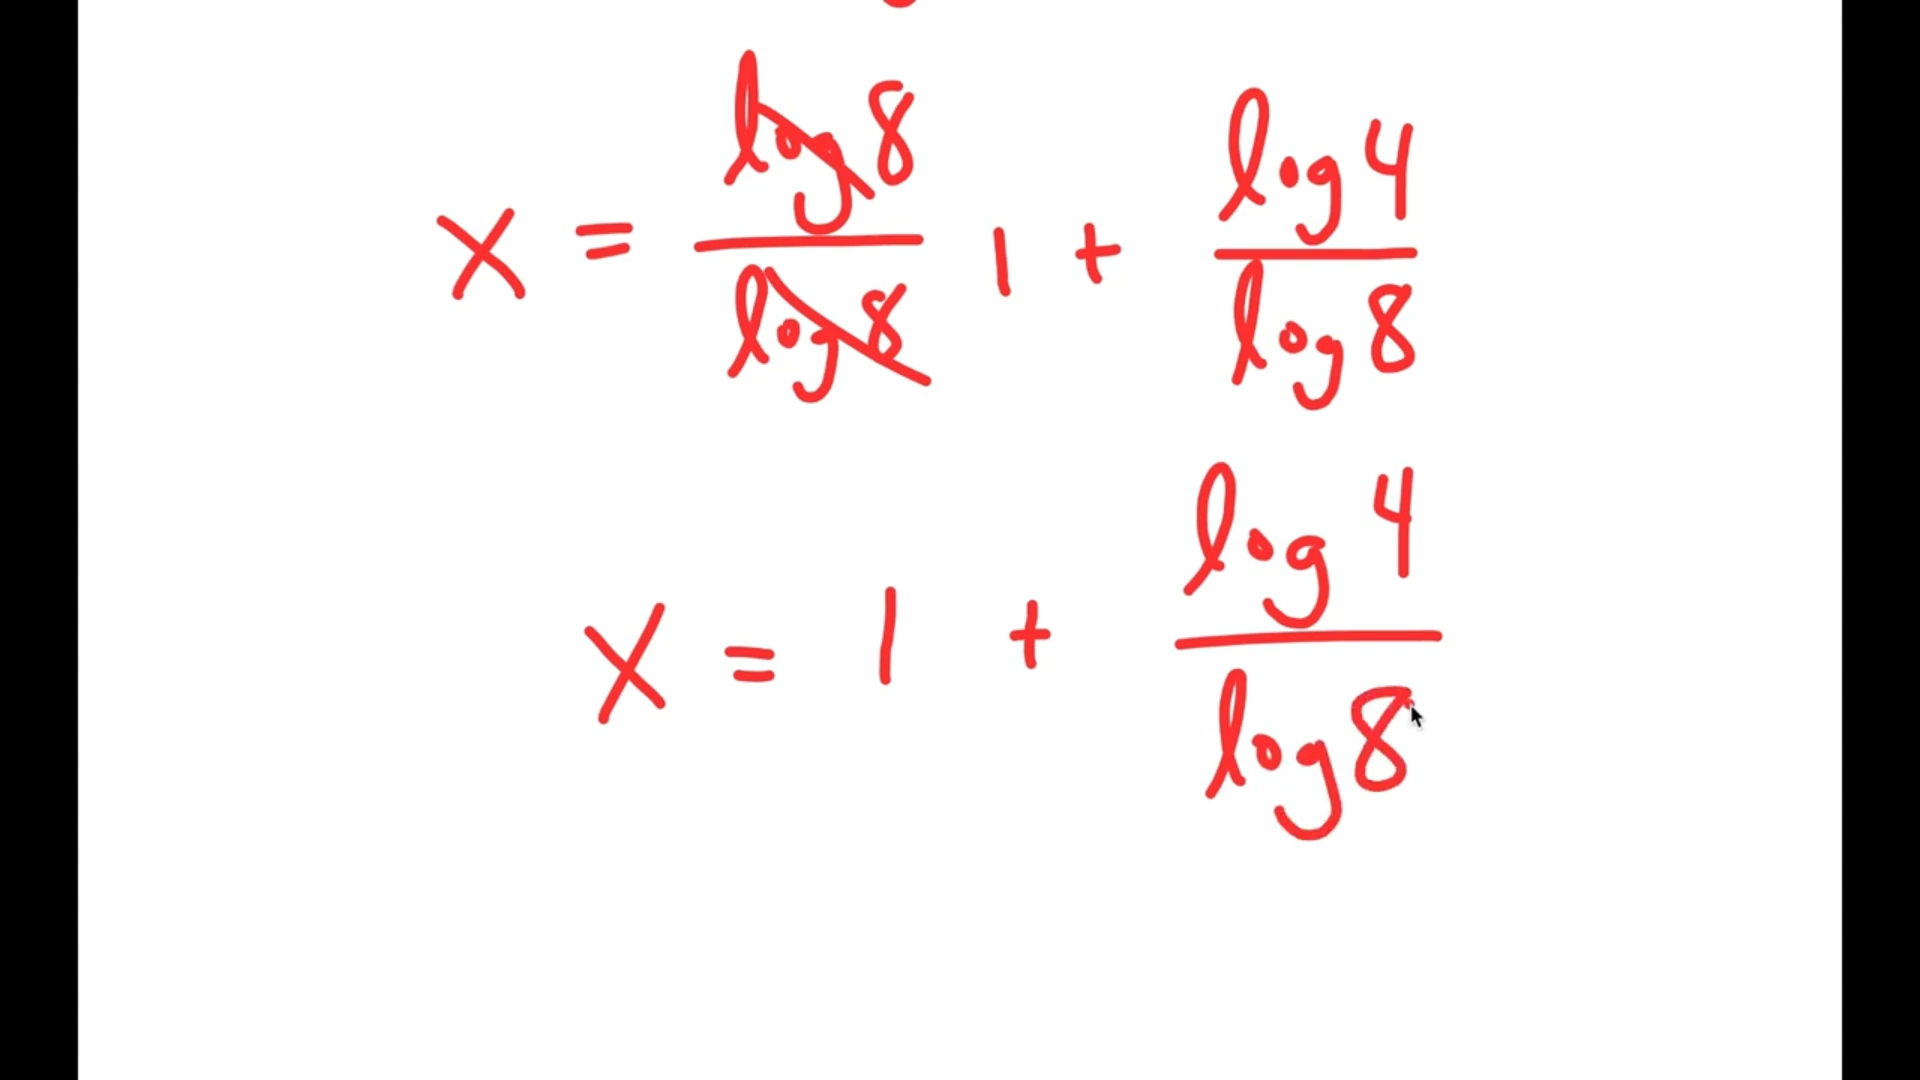 x = log 8 / log 8 1 + log 4 / log 8
x = 1 + log 4 / log 8